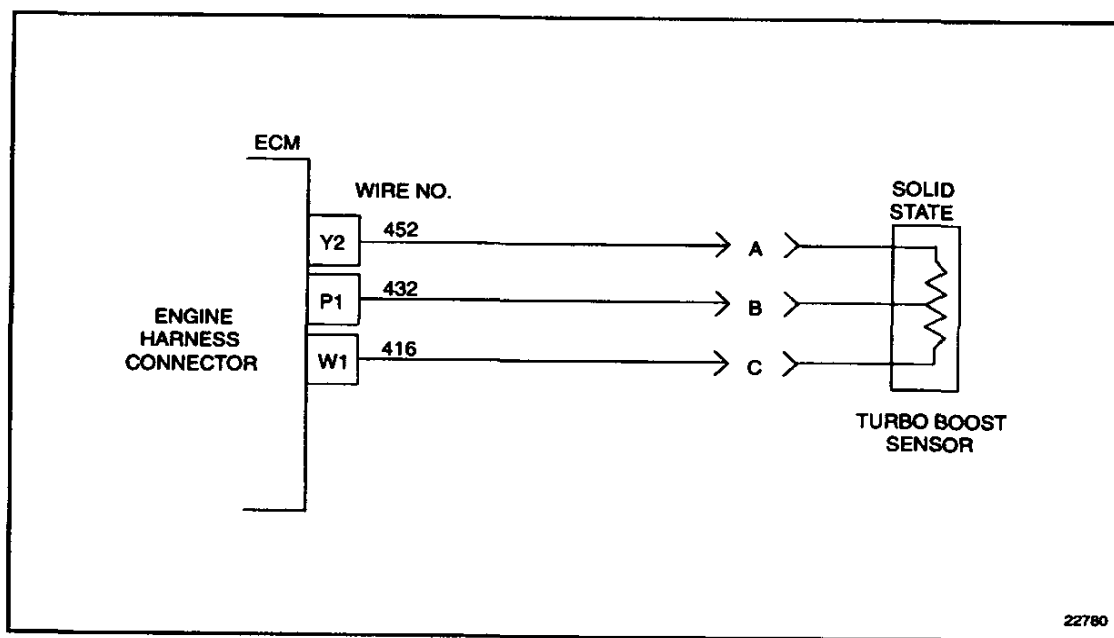 ECM
WIRE NO.
Y2
452
A
P1
432
B
W1
416
C
ENGINE
HARNESS
CONNECTOR
SOLID
STATE
TURBO BOOST
SENSOR
22780